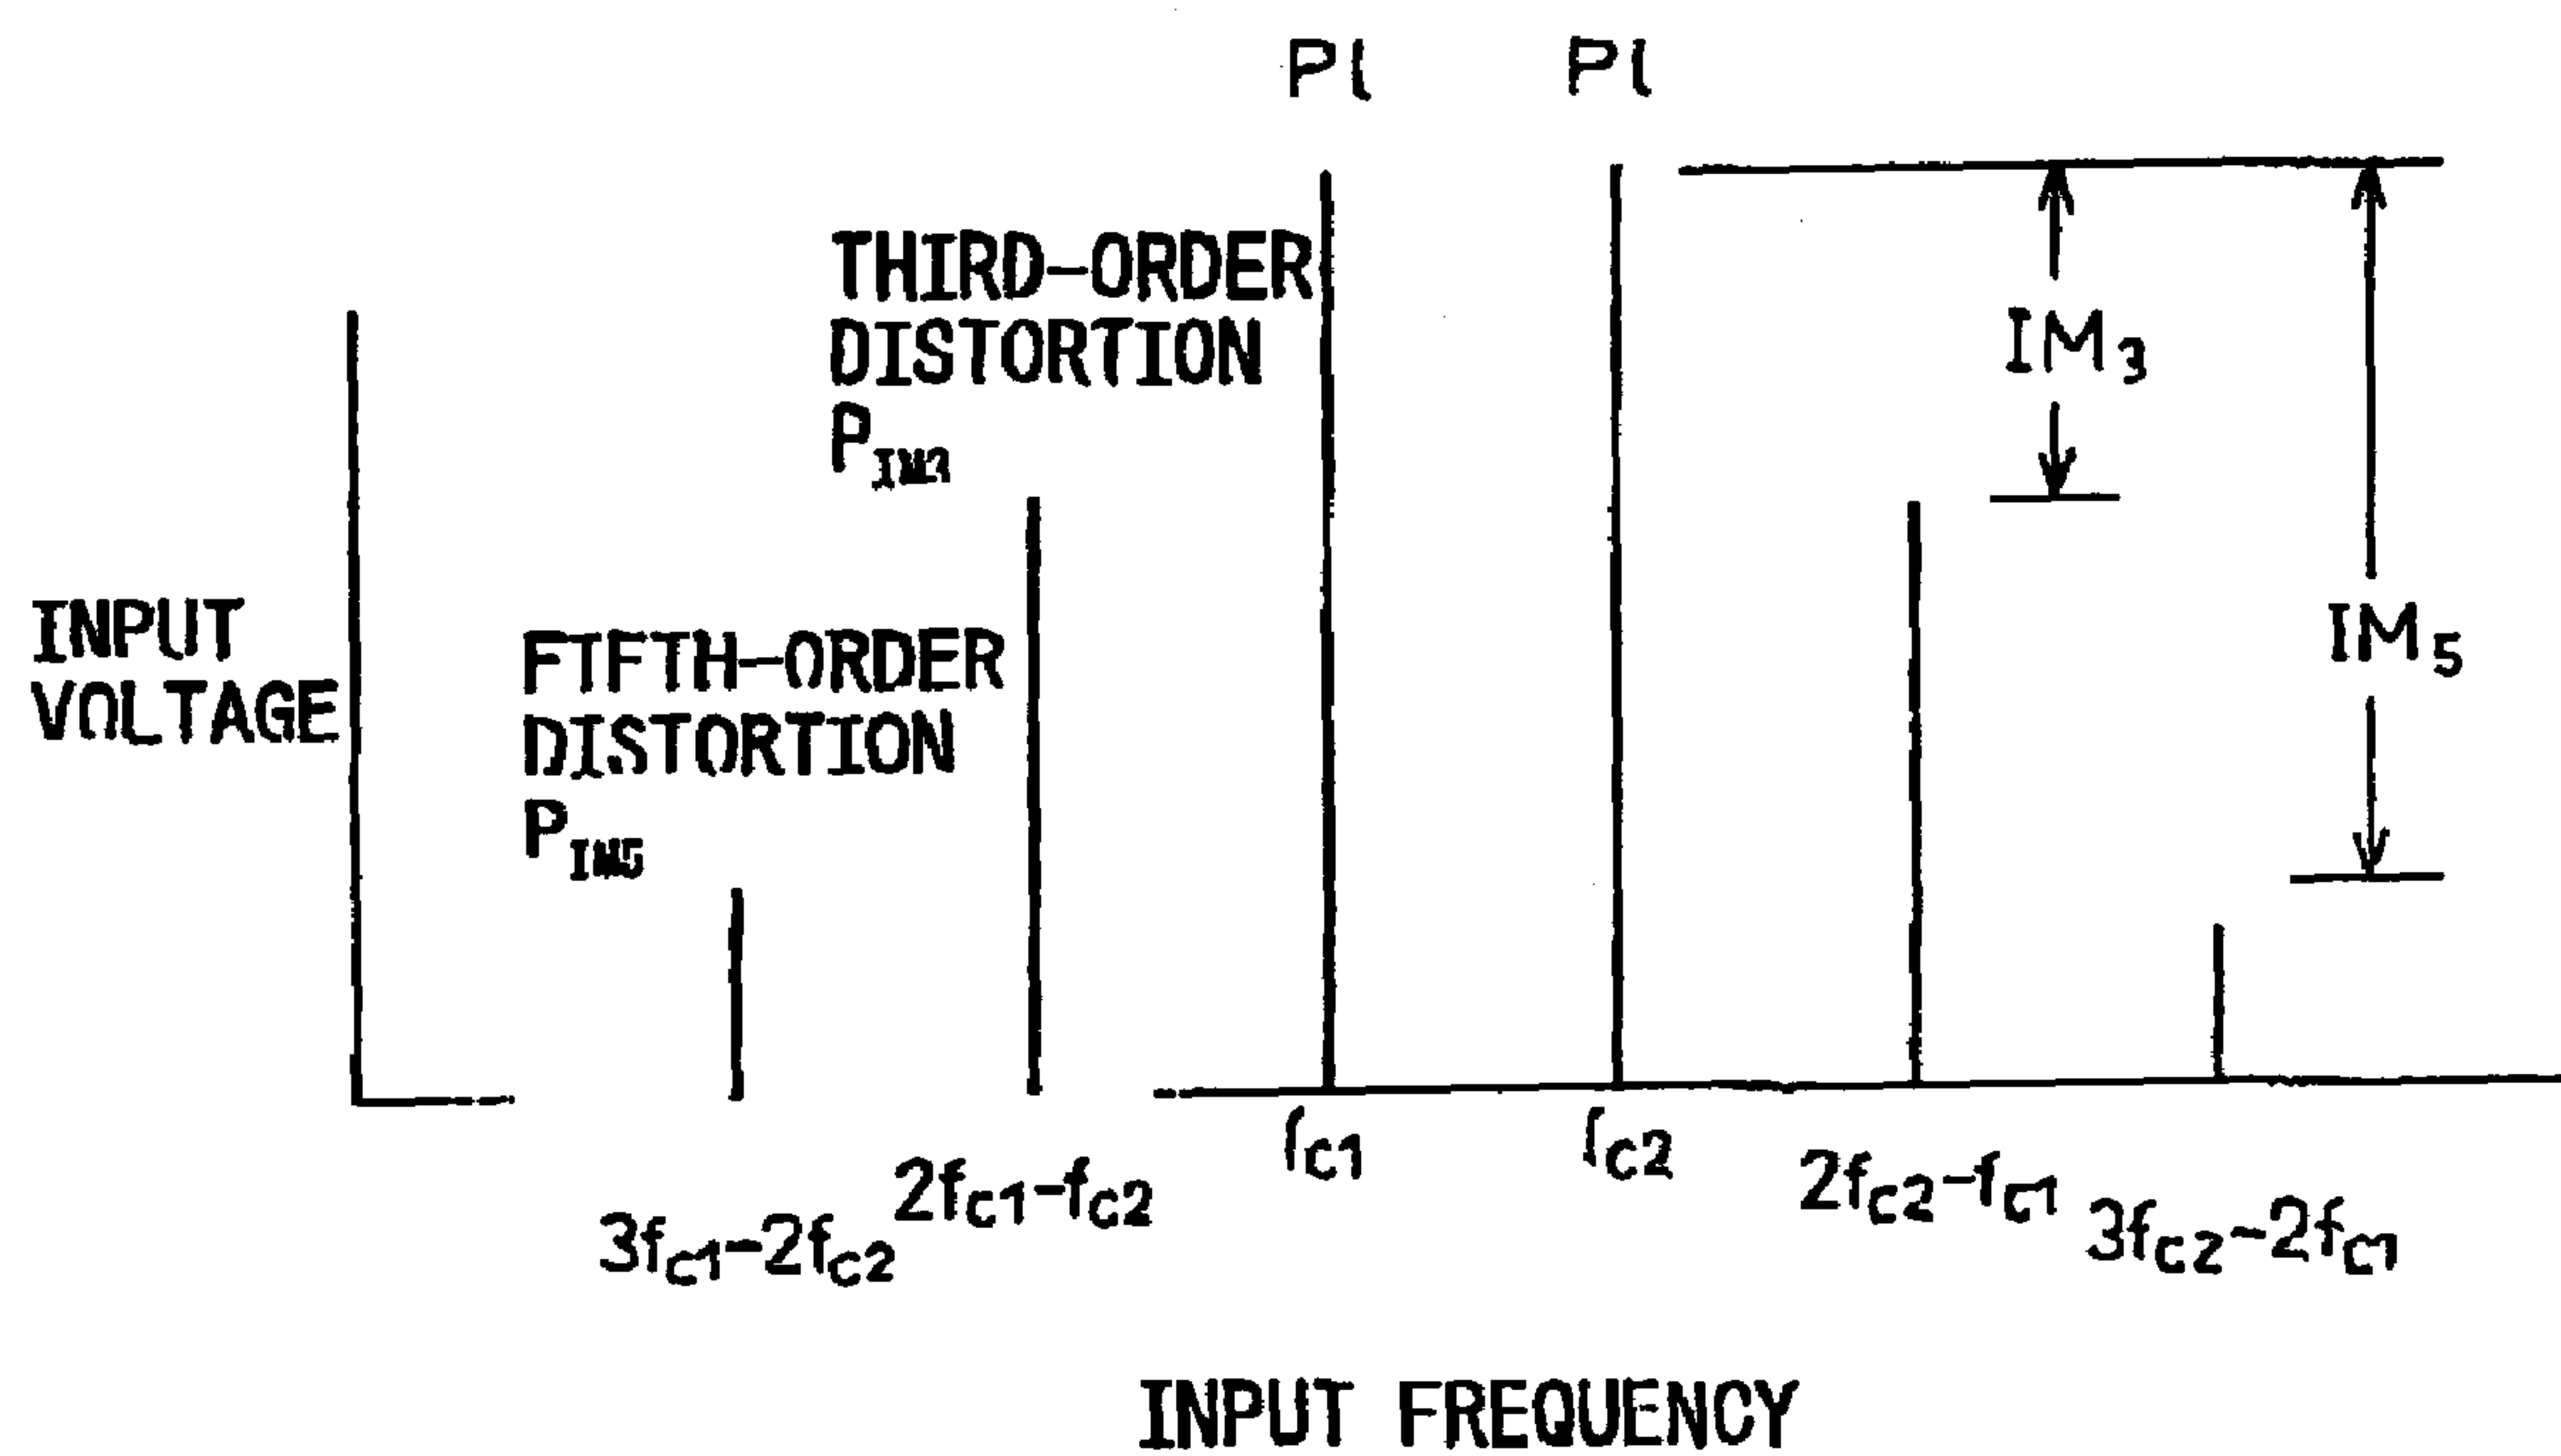 Pl Pl
THIRD-ORDER
DISTORTION
PIM3
IM3
INPUT
VOLTAGE
FIFTH-ORDER
DISTORTION
PIM5
IM5
fC1 fC2
2fC1-fC2 2fC2-fC1
3fC1-2fC2 3fC2-2fC1
INPUT FREQUENCY